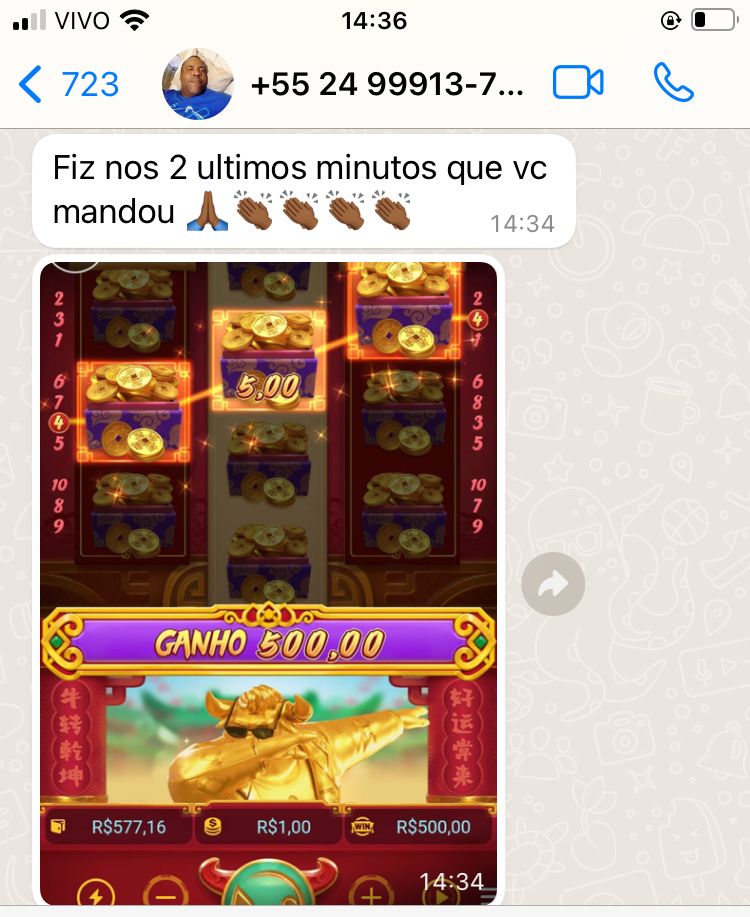 VIVO 14:36
723 +55 24 99913-7...
Fiz nos 2 ultimos minutos que vc
mandou 🙏🏾👏🏾👏🏾👏🏾👏🏾
14:34
2 2
3 4
1 1
5,00
6 6
7 8
4 3
5 5
10 10
8 7
9 9
GANHO 500,00
牛转乾坤
好运常来
R$577,16 R$1,00 WIN R$500,00
14:34